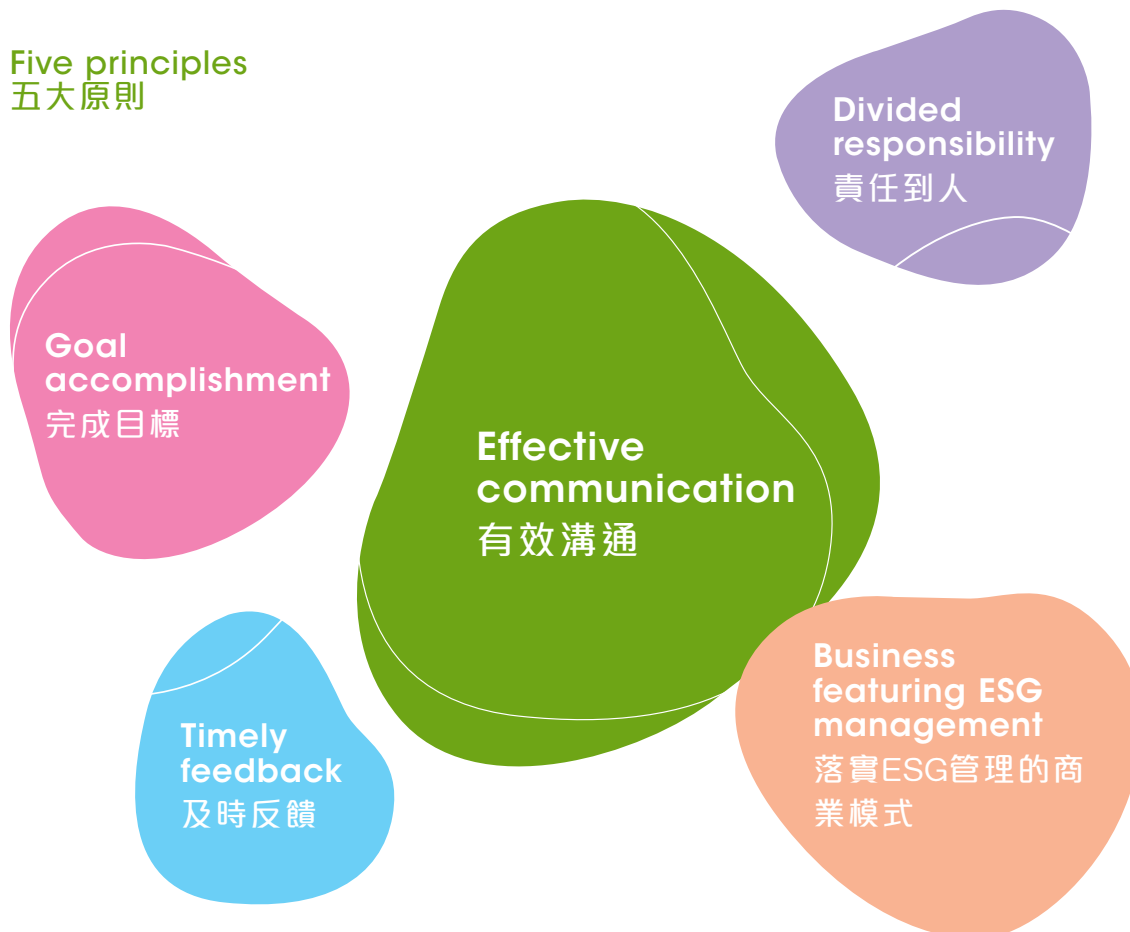 Five principles
五大原則
Divided
responsibility
責任到人
Goal
accomplishment
完成目標
Effective
communication
有效溝通
Timely
feedback
及時反饋
Business
featuring ESG
management
落實ESG管理的商
業模式